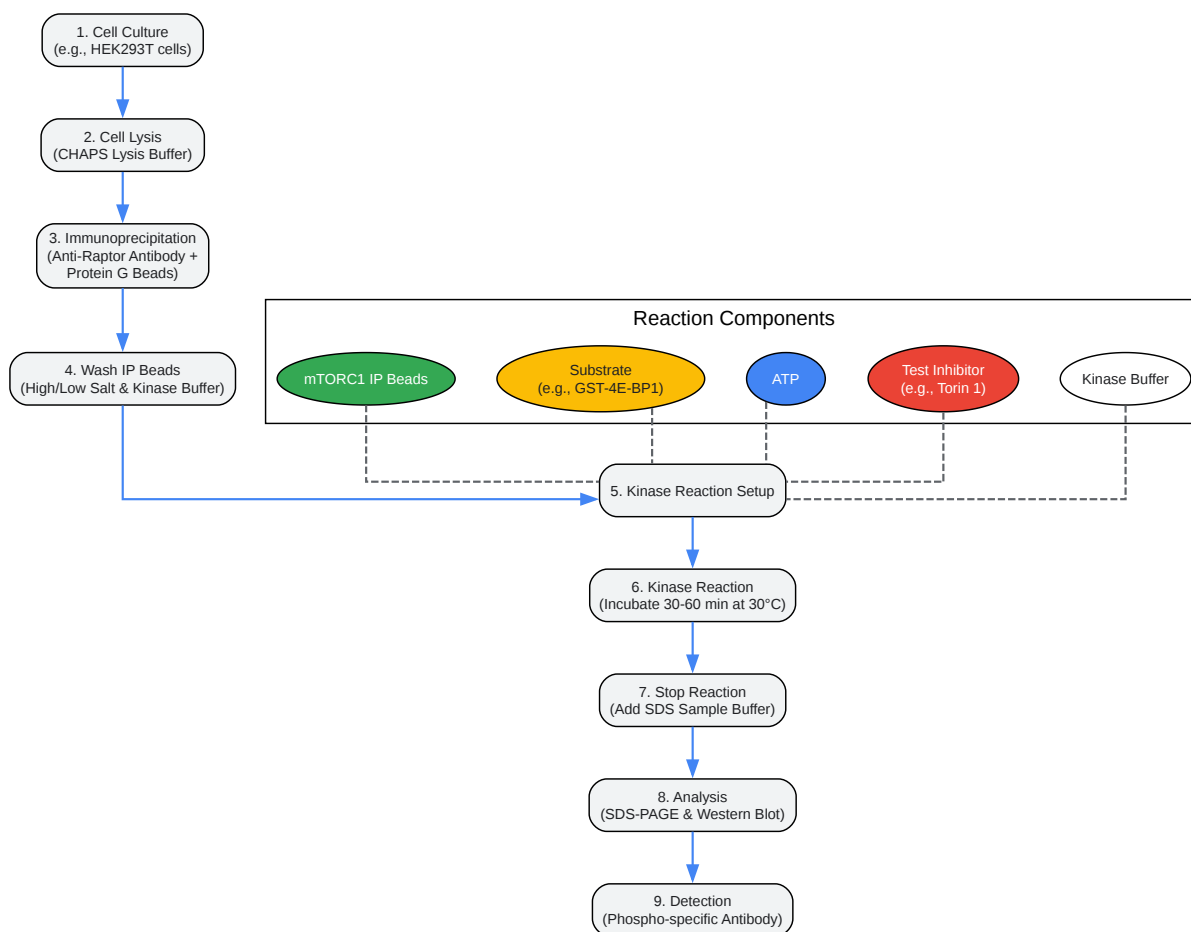 1. Cell Culture
(e.g., HEK293T cells)
2. Cell Lysis
(CHAPS Lysis Buffer)
3. Immunoprecipitation
(Anti-Raptor Antibody +
Protein G Beads)
4. Wash IP Beads
(High/Low Salt & Kinase Buffer)
Reaction Components
mTORC1 IP Beads
Substrate
(e.g., GST-4E-BP1)
ATP
Test Inhibitor
(e.g., Torin 1)
Kinase Buffer
5. Kinase Reaction Setup
6. Kinase Reaction
(Incubate 30-60 min at 30°C)
7. Stop Reaction
(Add SDS Sample Buffer)
8. Analysis
(SDS-PAGE & Western Blot)
9. Detection
(Phospho-specific Antibody)